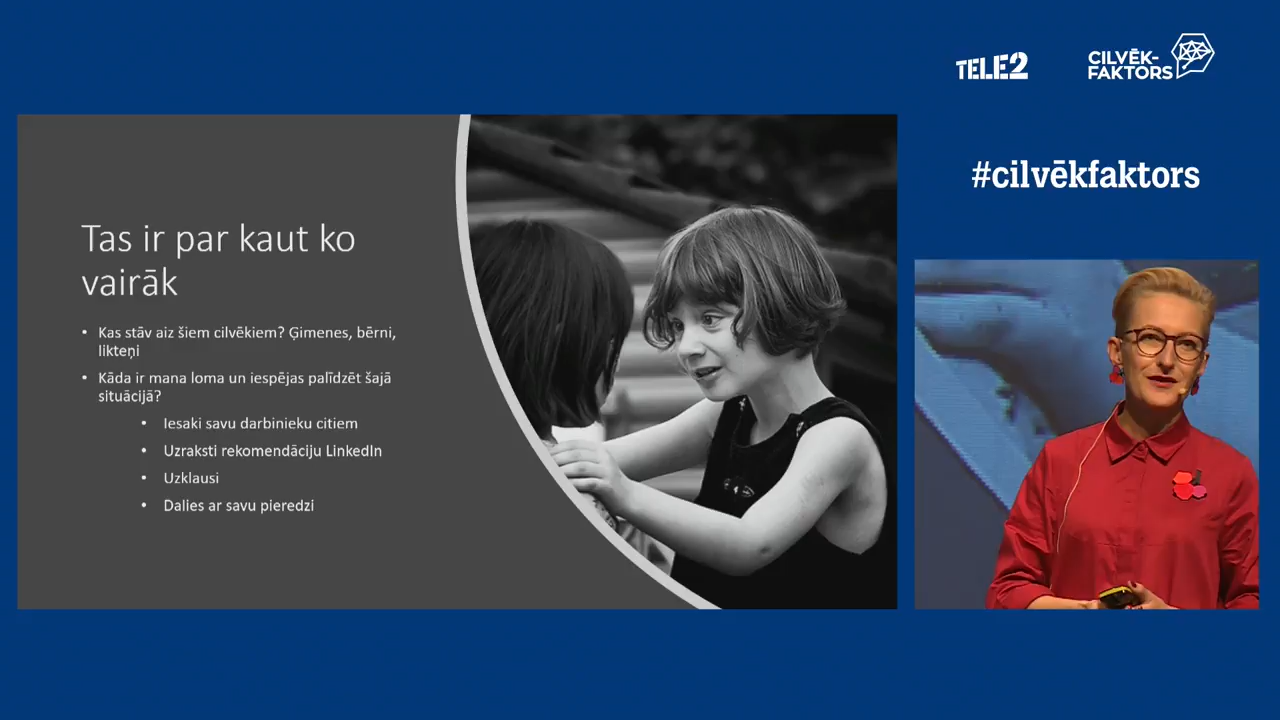 TELE2
CILVĒK-
FAKTORS
#cilvēkfaktors
Tas ir par kaut ko
vairāk
• Kas stāv aiz šiem cilvēkiem? Ģimenes, bērni,
likteņi
• Kāda ir mana loma un iespējas palīdzēt šajā
situācijā?
• Iesaki savu darbinieku citiem
• Uzraksti rekomendāciju LinkedIn
• Uzklausi
• Dalies ar savu pieredzi